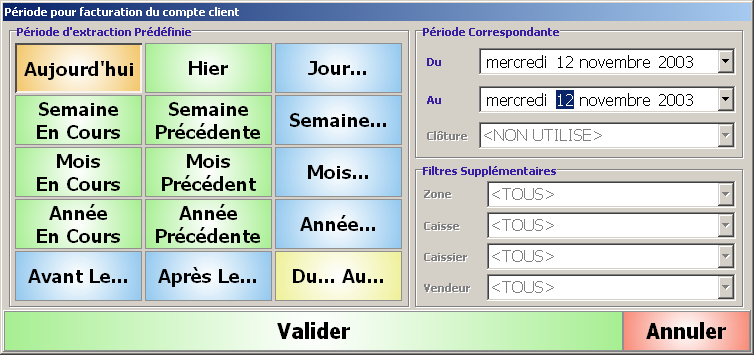 Période pour facturation du compte client
Période d'extraction Prédéfinie
Aujourd'hui
Hier
Jour...
Semaine
En Cours
Semaine
Précédente
Semaine...
Mois
En Cours
Mois
Précédent
Mois...
Année
En Cours
Année
Précédente
Année...
Avant Le...
Après Le...
Du... Au...
Période Correspondante
Du
mercredi 12 novembre 2003
Au
mercredi 12 novembre 2003
Clôture
<NON UTILISE>
Filtres Supplémentaires
Zone
<TOUS>
Caisse
<TOUS>
Caissier
<TOUS>
Vendeur
<TOUS>
Valider
Annuler